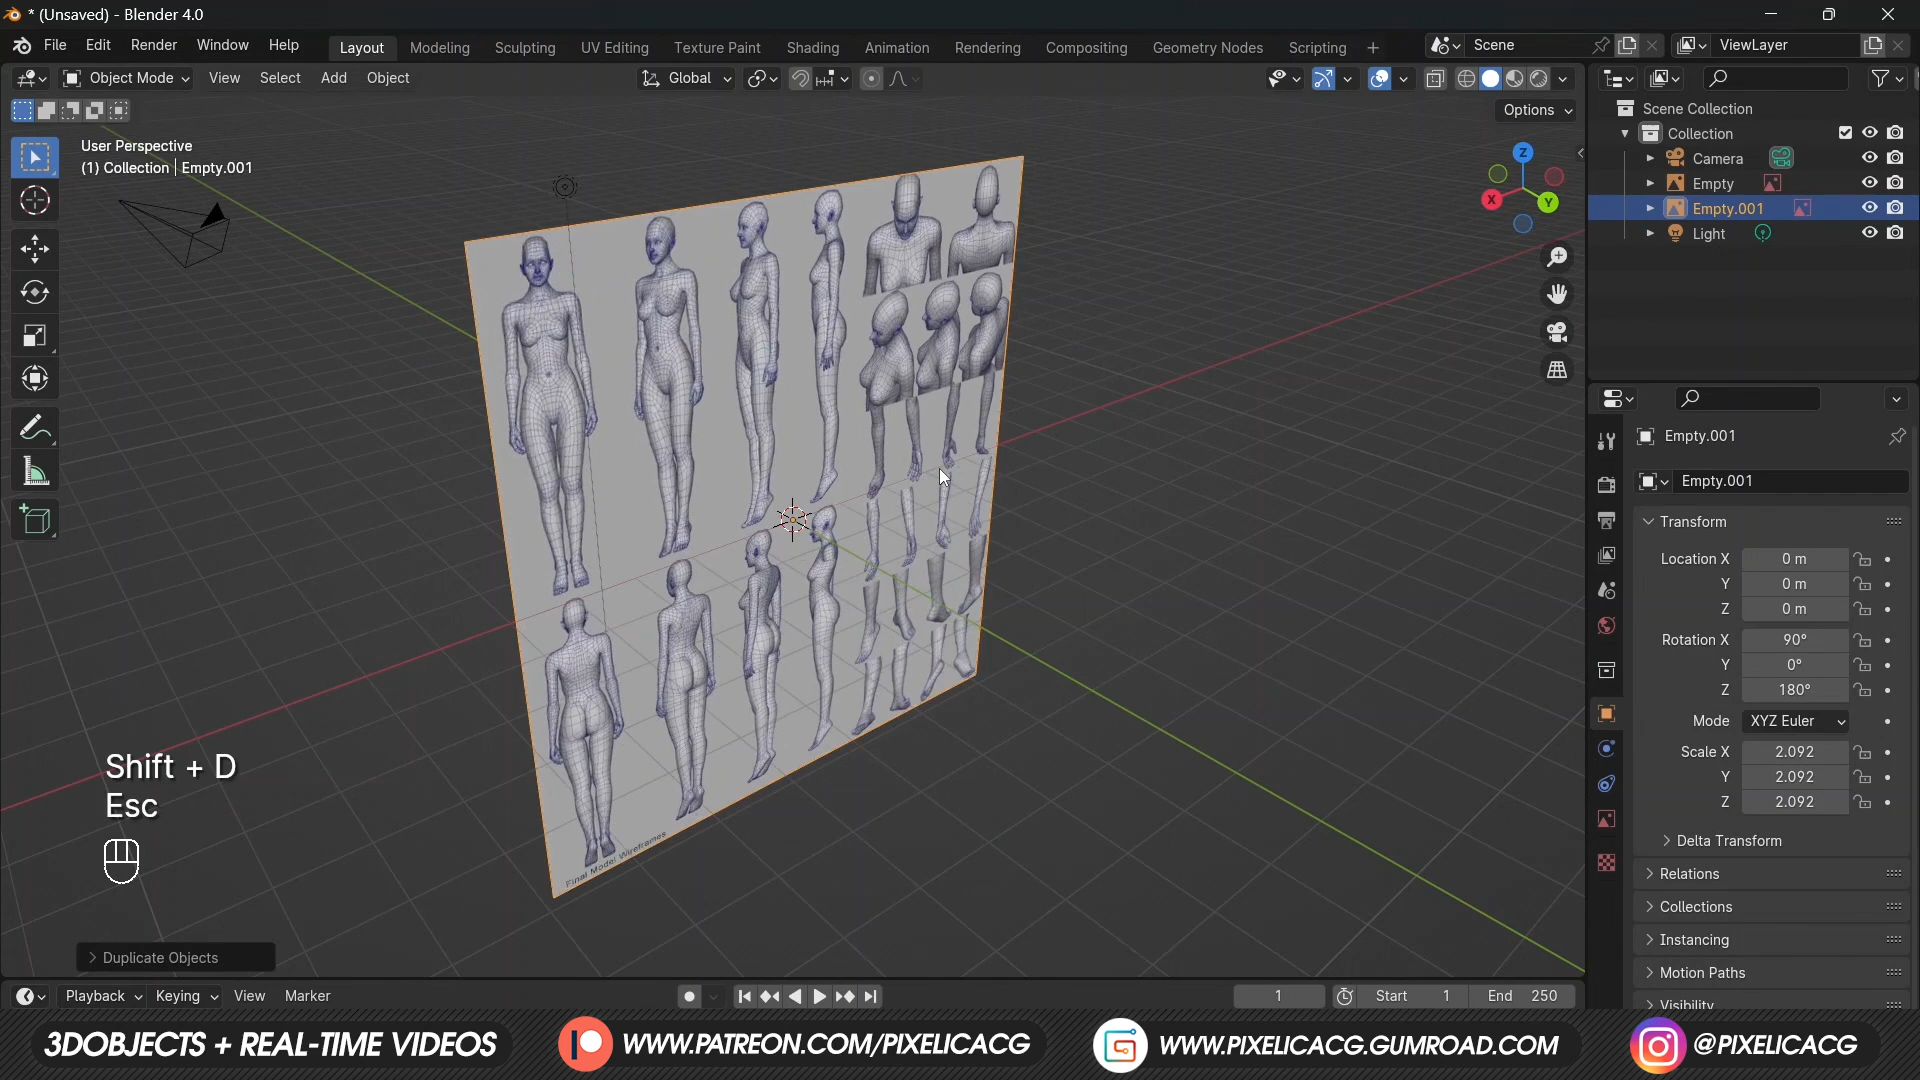 * (Unsaved) - Blender 4.0
File Edit Render Window Help Layout Modeling Sculpting UV Editing Texture Paint Shading Animation Rendering Compositing Geometry Nodes Scripting + Scene ViewLayer
Object Mode View Select Add Object Global
Options
User Perspective
(1) Collection | Empty.001
Z
X
Y
Scene Collection
Collection
Camera
Empty
Empty.001
Light
Empty.001
Empty.001
Transform
Location X 0 m
Y 0 m
Z 0 m
Rotation X 90°
Y 0°
Z 180°
Mode XYZ Euler
Scale X 2.092
Y 2.092
Z 2.092
Delta Transform
Relations
Collections
Instancing
Motion Paths
Visibility
Final Model Wireframes
Shift + D
Esc
Duplicate Objects
Playback Keying View Marker 1 Start 1 End 250
3DOBJECTS + REAL-TIME VIDEOS WWW.PATREON.COM/PIXELICACG WWW.PIXELICACG.GUMROAD.COM @PIXELICACG